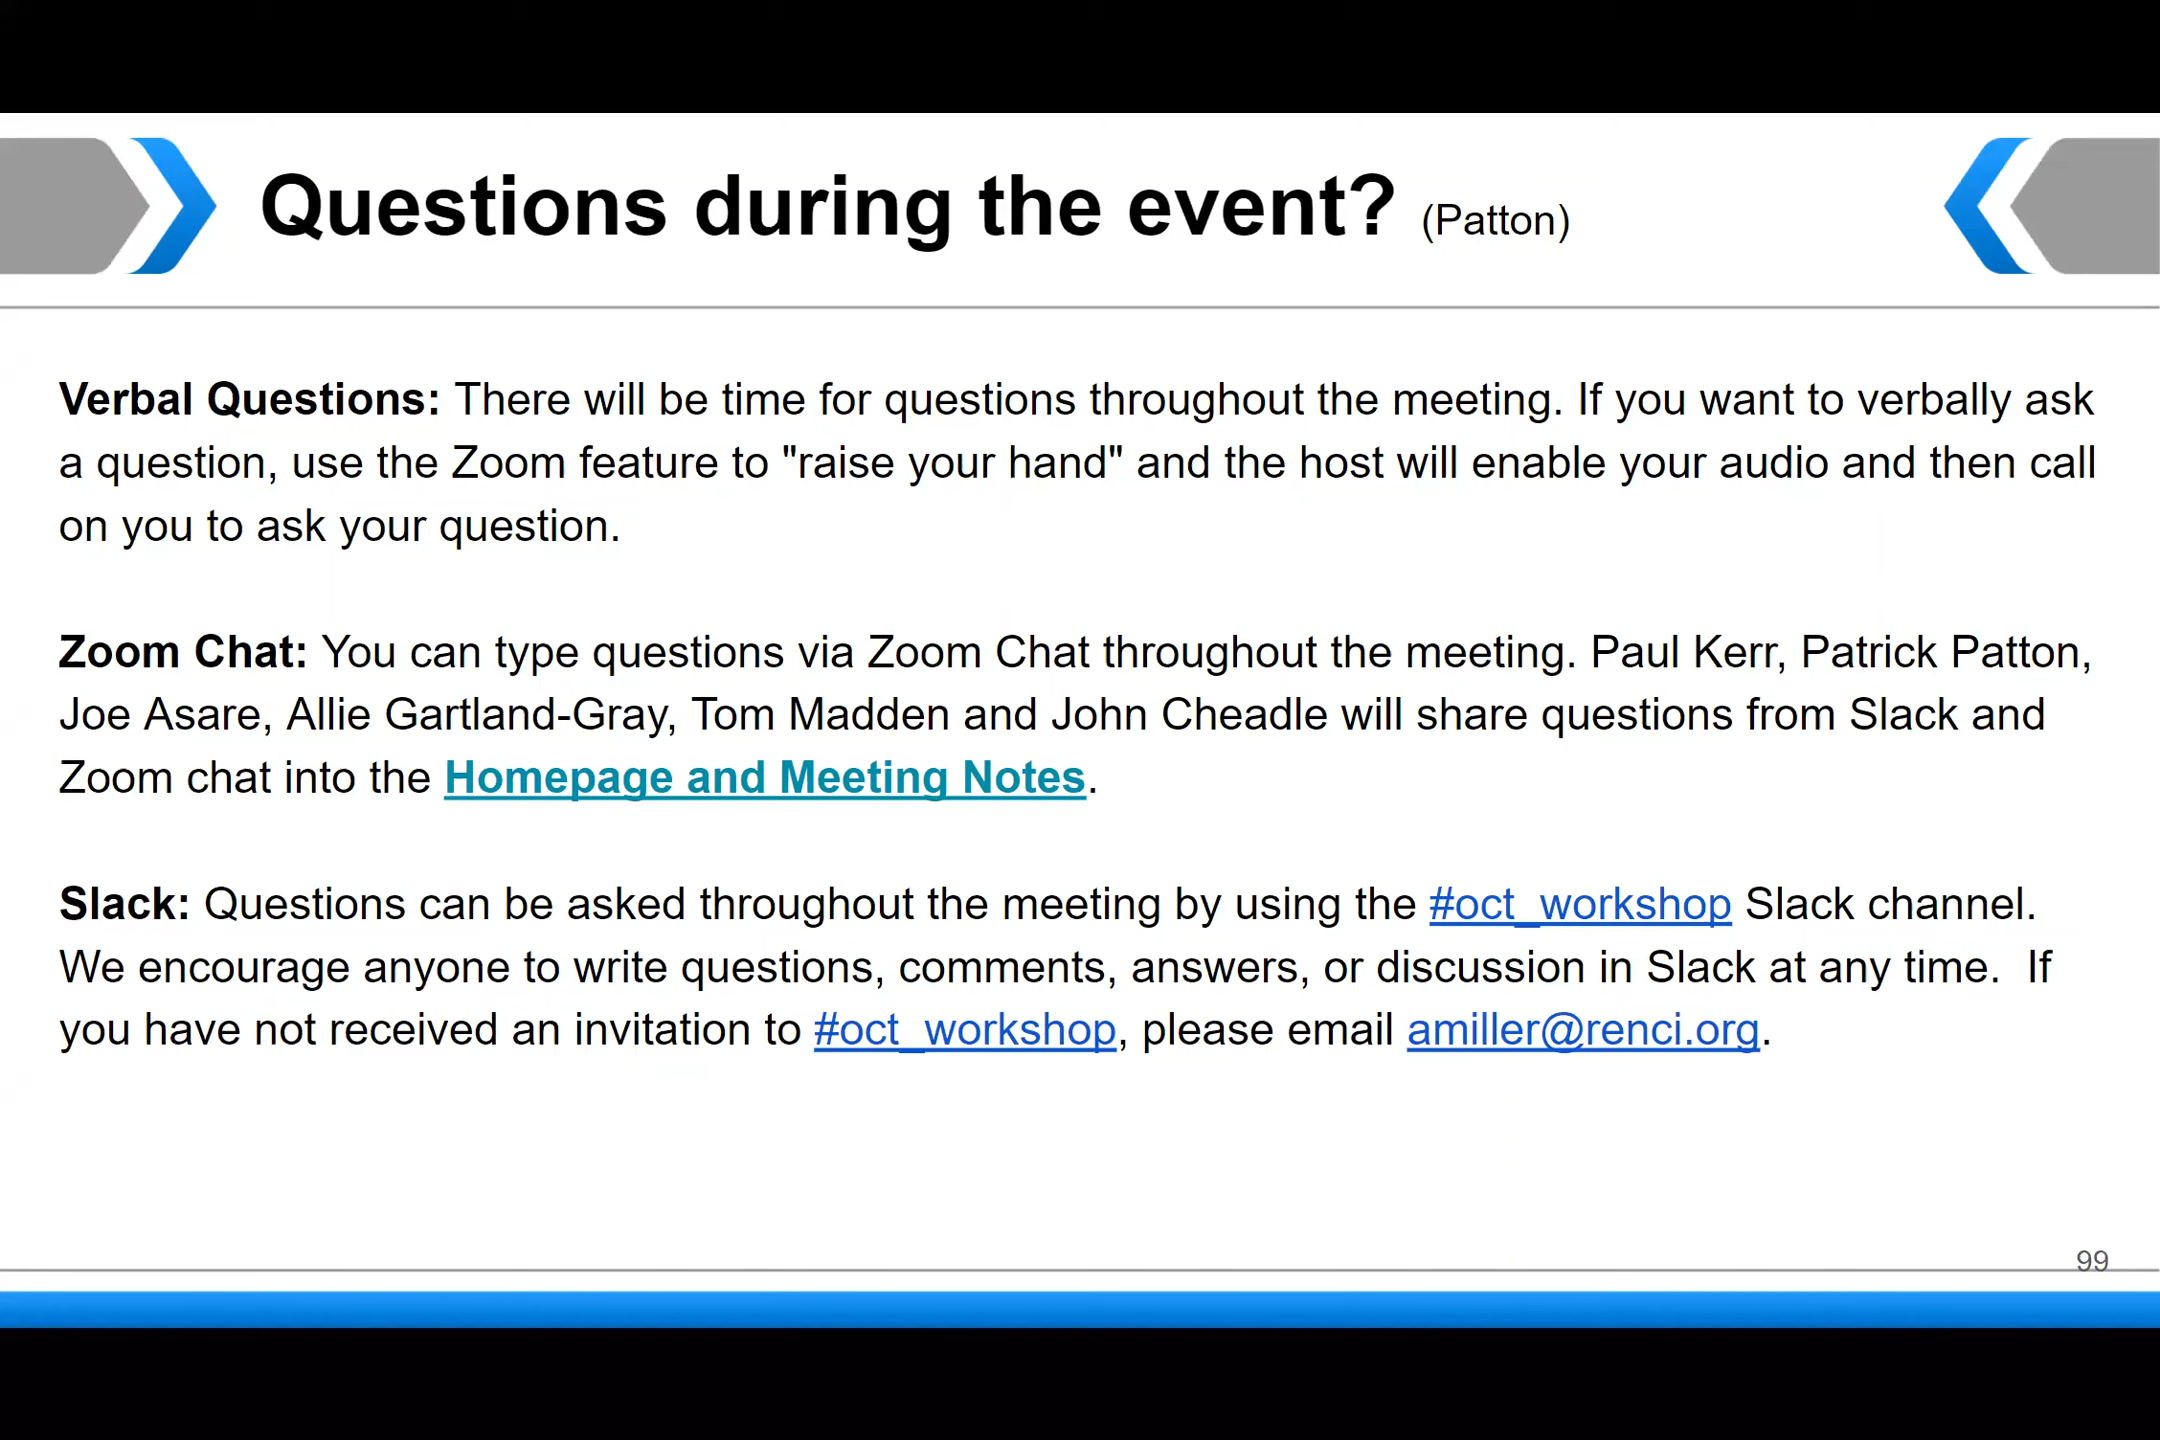 Questions during the event? (Patton)
Verbal Questions: There will be time for questions throughout the meeting. If you want to verbally ask
a question, use the Zoom feature to "raise your hand" and the host will enable your audio and then call
on you to ask your question.
Zoom Chat: You can type questions via Zoom Chat throughout the meeting. Paul Kerr, Patrick Patton,
Joe Asare, Allie Gartland-Gray, Tom Madden and John Cheadle will share questions from Slack and
Zoom chat into the Homepage and Meeting Notes.
Slack: Questions can be asked throughout the meeting by using the #oct_workshop Slack channel.
We encourage anyone to write questions, comments, answers, or discussion in Slack at any time.  If
you have not received an invitation to #oct_workshop, please email amiller@renci.org.
99